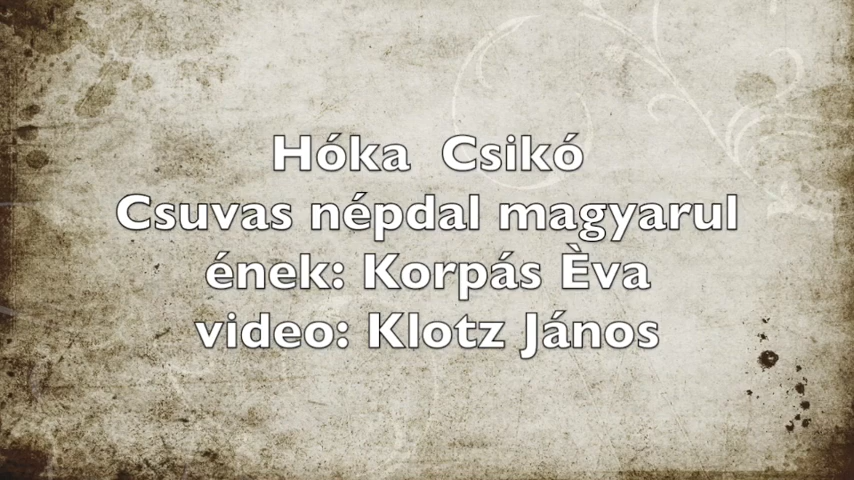 Hóka Csikó
Csuvas népdal magyarul
ének: Korpás Èva
video: Klotz János